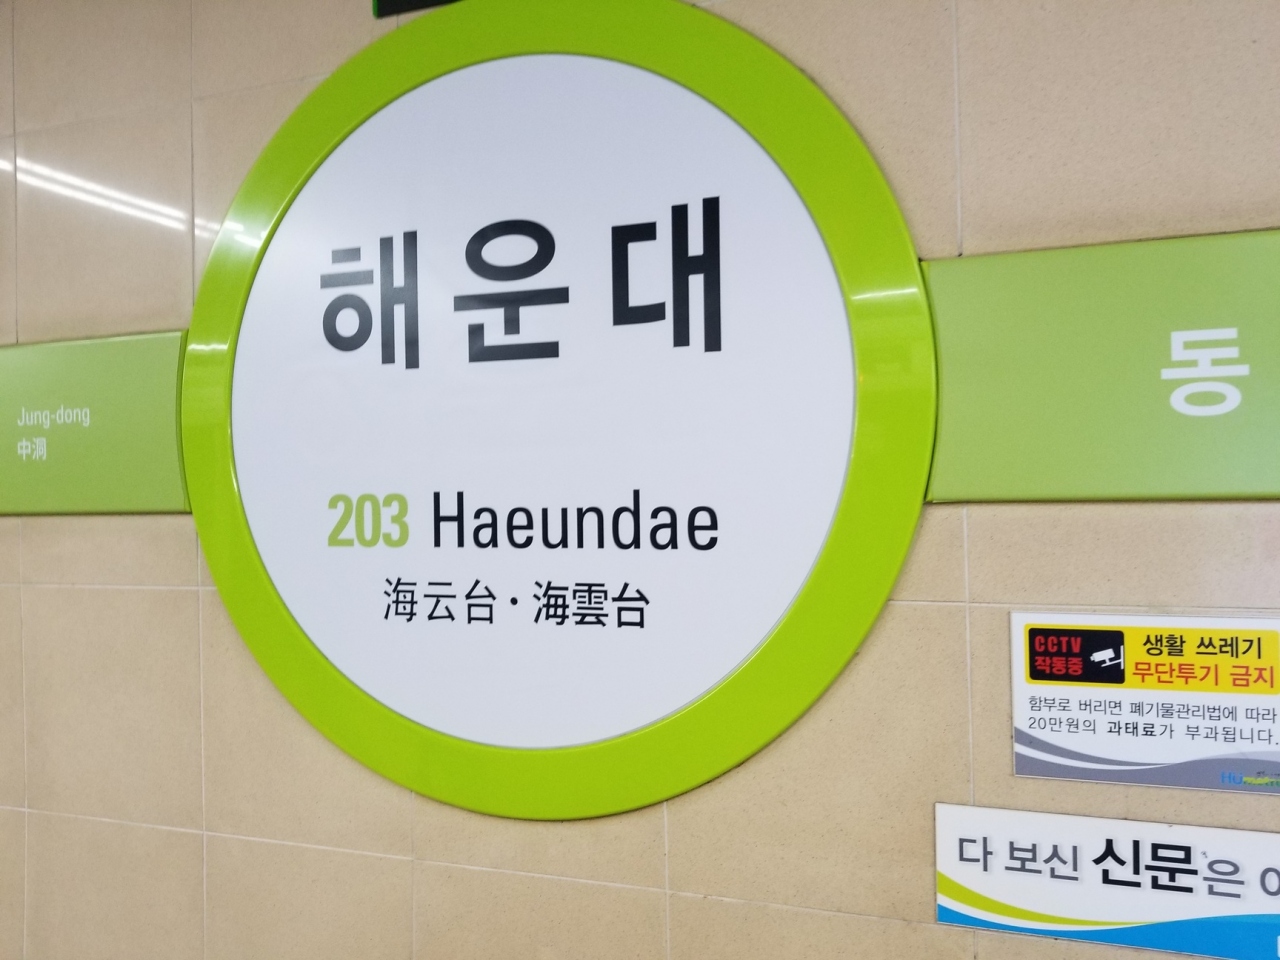 해운대
203 Haeundae
海云台·海雲台
Jung-dong
中洞
동
CCTV
작동중
생활 쓰레기
무단투기 금지
함부로 버리면 폐기물관리법에 따라
20만원의 과태료가 부과됩니다.
다 보신 신문은